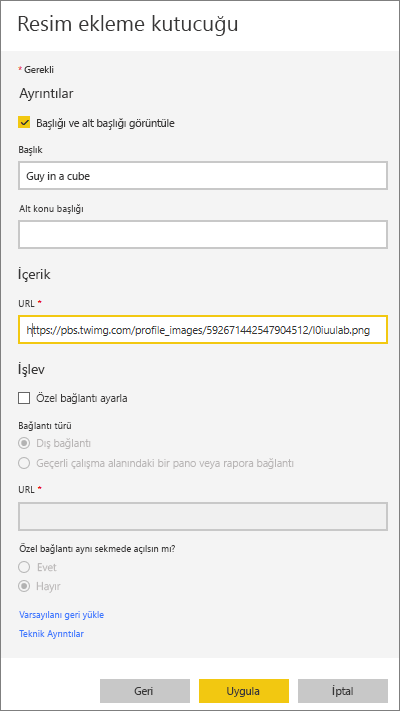 Resim ekleme kutucuğu
* Gerekli
Ayrıntılar
Başlığı ve alt başlığı görüntüle
Başlık
Guy in a cube
Alt konu başlığı
İçerik
URL *
https://pbs.twimg.com/profile_images/592671442547904512/l0iuulab.png
İşlev
Özel bağlantı ayarla
Bağlantı türü
Dış bağlantı
Geçerli çalışma alanındaki bir pano veya rapora bağlantı
URL *
Özel bağlantı aynı sekmede açılsın mı?
Evet
Hayır
Varsayılanı geri yükle
Teknik Ayrıntılar
Geri Uygula İptal